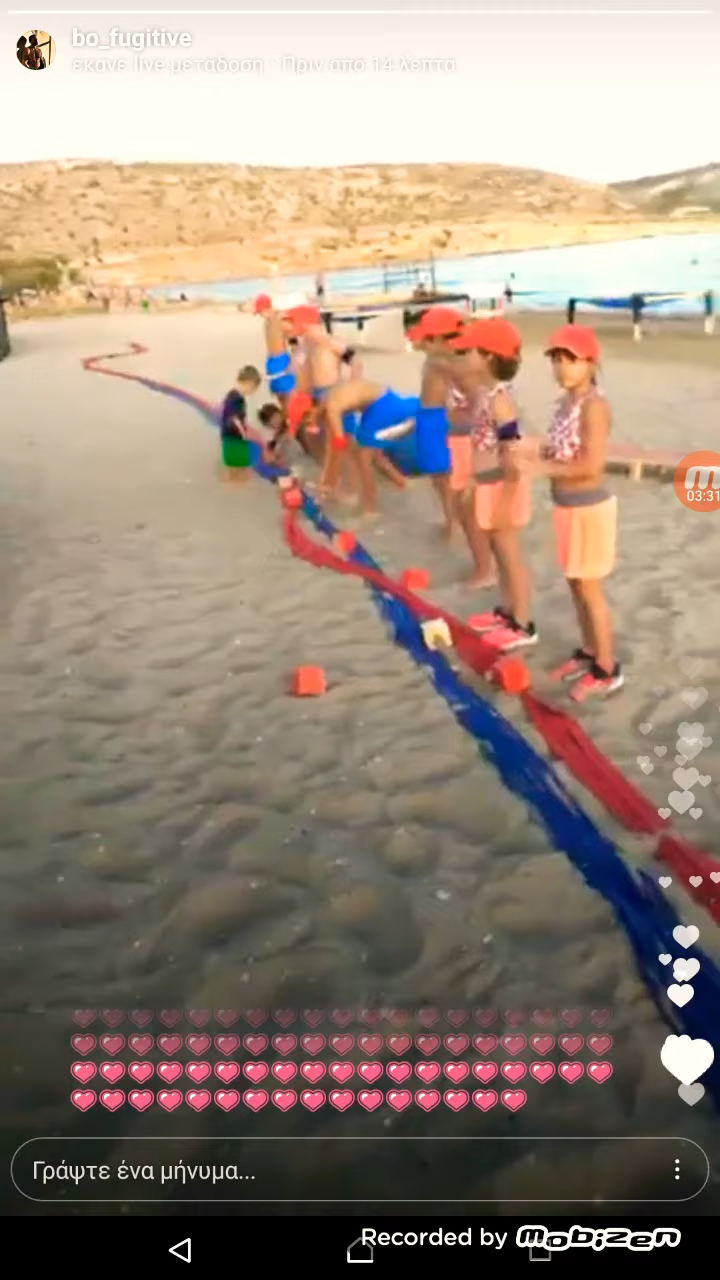 bo_fugitive
έκανε live μετάδοση · Πριν από 14 λεπτά
03:31
Γράψτε ένα μήνυμα...
Recorded by mobizen